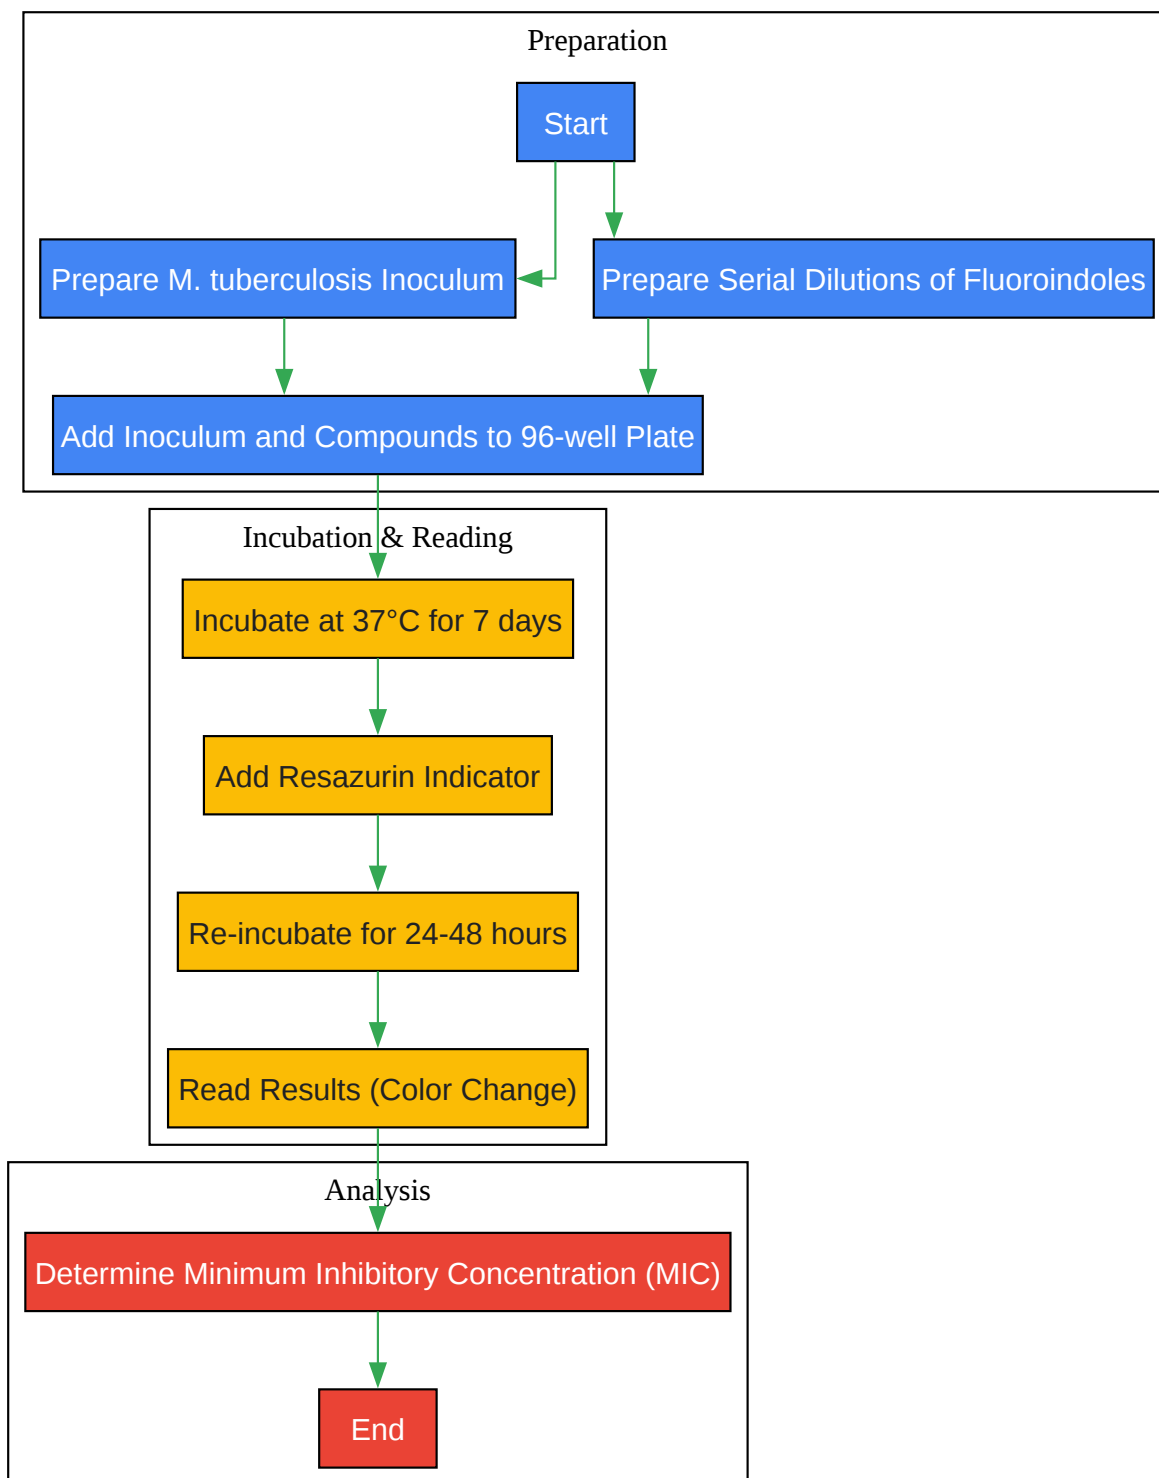 Preparation
Start
Prepare M. tuberculosis Inoculum
Prepare Serial Dilutions of Fluoroindoles
Add Inoculum and Compounds to 96-well Plate
Incubation & Reading
Incubate at 37°C for 7 days
Add Resazurin Indicator
Re-incubate for 24-48 hours
Read Results (Color Change)
Analysis
Determine Minimum Inhibitory Concentration (MIC)
End